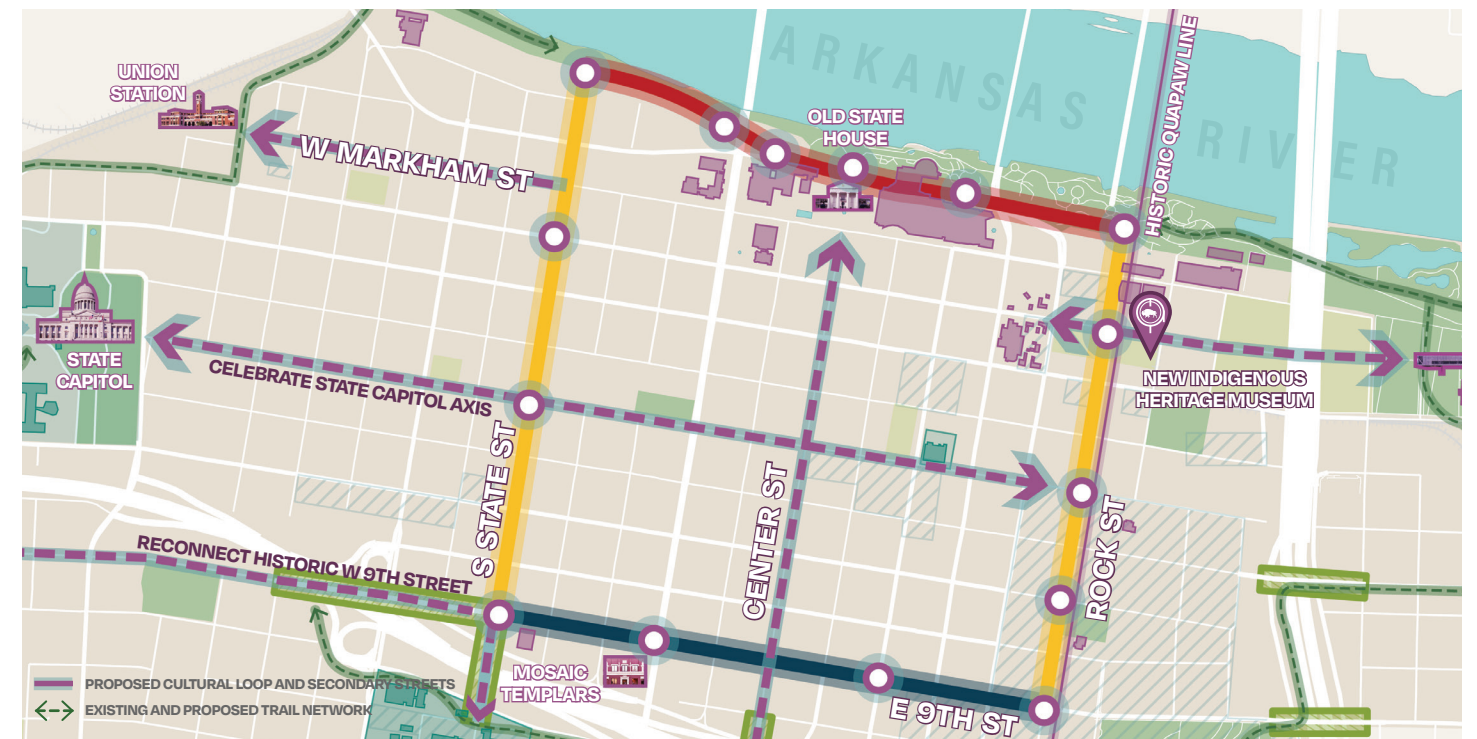 ARKANSAS RIVER
HISTORIC QUAPAW LINE
UNION
STATION
OLD STATE
HOUSE
W MARKHAM ST
STATE
CAPITOL
CELEBRATE STATE CAPITOL AXIS
NEW INDIGENOUS
HERITAGE MUSEUM
S STATE ST
CENTER ST
ROCK ST
RECONNECT HISTORIC W 9TH STREET
MOSAIC
TEMPLARS
E 9TH ST
PROPOSED CULTURAL LOOP AND SECONDARY STREETS
EXISTING AND PROPOSED TRAIL NETWORK